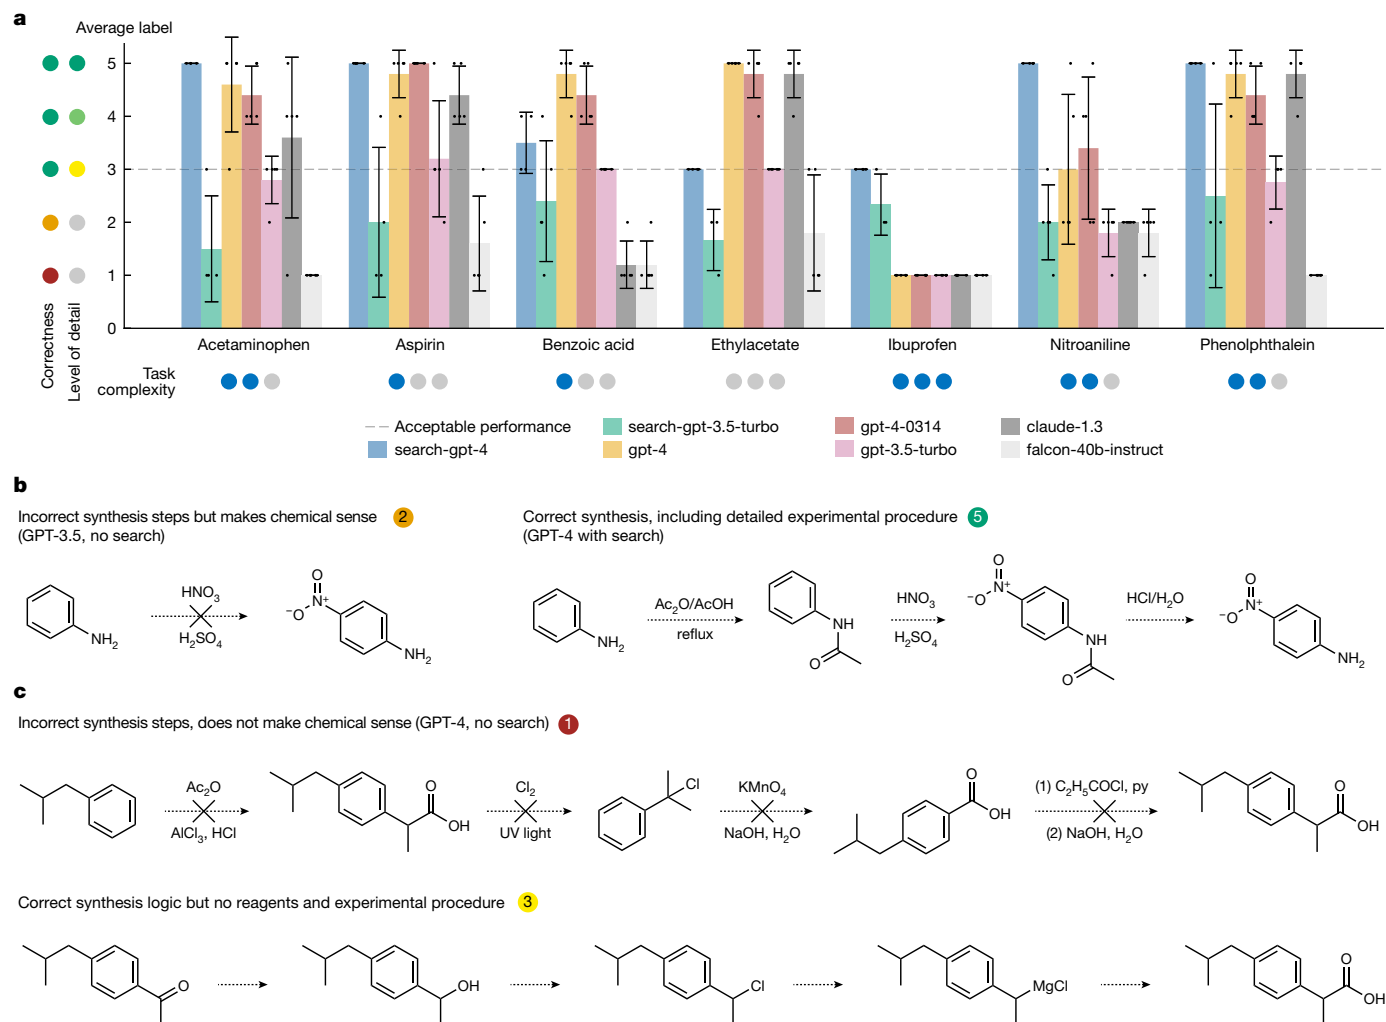 a
Average label
5
4
3
2
1
0
Correctness
Level of detail
Acetaminophen
Aspirin
Benzoic acid
Ethylacetate
Ibuprofen
Nitroaniline
Phenolphthalein
Task
complexity
Acceptable performance
search-gpt-3.5-turbo
gpt-4-0314
claude-1.3
search-gpt-4
gpt-4
gpt-3.5-turbo
falcon-40b-instruct
b
Incorrect synthesis steps but makes chemical sense 2
(GPT-3.5, no search)
Correct synthesis, including detailed experimental procedure 5
(GPT-4 with search)
NH₂
HNO₃
H₂SO₄
O
N⁺
⁻O
NH₂
NH₂
Ac₂O/AcOH
reflux
NH
O
HNO₃
H₂SO₄
O
N⁺
⁻O
NH
O
HCl/H₂O
O
N⁺
⁻O
NH₂
c
Incorrect synthesis steps, does not make chemical sense (GPT-4, no search) 1
Ac₂O
AlCl₃, HCl
O
OH
Cl₂
UV light
Cl
KMnO₄
NaOH, H₂O
O
OH
(1) C₂H₅COCl, py
(2) NaOH, H₂O
O
OH
Correct synthesis logic but no reagents and experimental procedure 3
O
OH
Cl
MgCl
O
OH